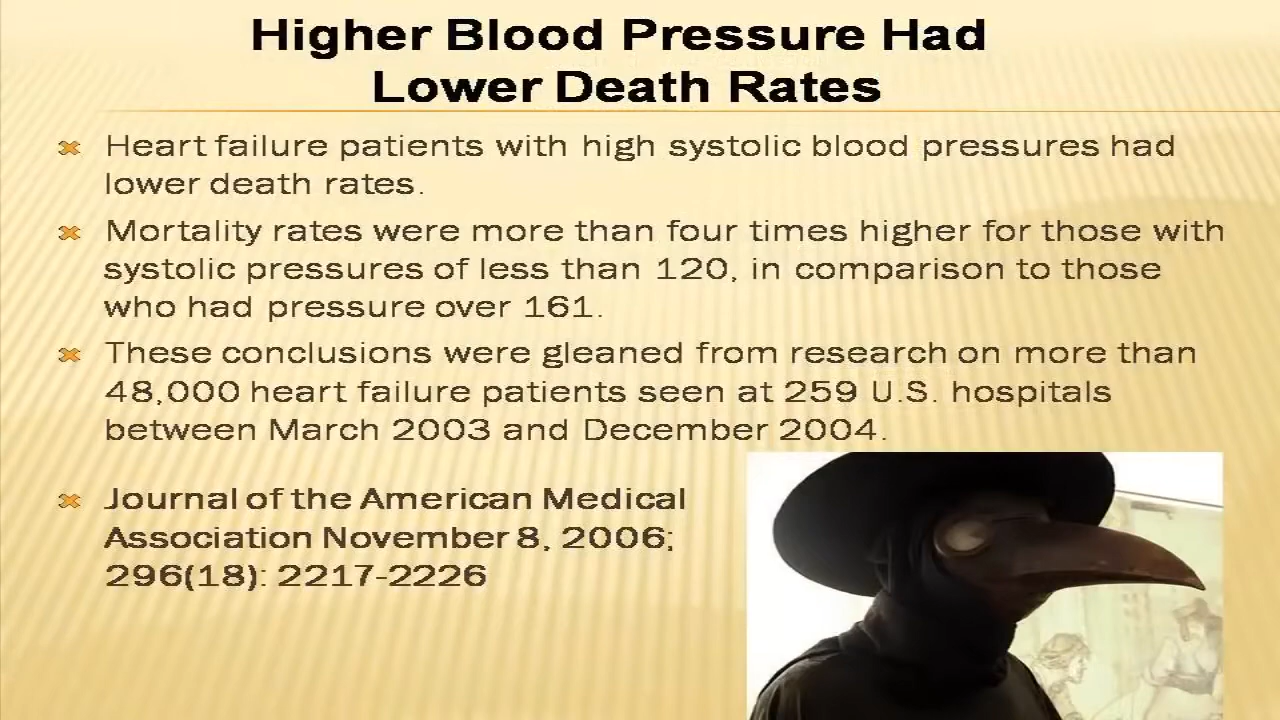 Higher Blood Pressure Had
Lower Death Rates
Heart failure patients with high systolic blood pressures had
lower death rates.
Mortality rates were more than four times higher for those with
systolic pressures of less than 120, in comparison to those
who had pressure over 161.
These conclusions were gleaned from research on more than
48,000 heart failure patients seen at 259 U.S. hospitals
between March 2003 and December 2004.
Journal of the American Medical
Association November 8, 2006;
296(18): 2217-2226